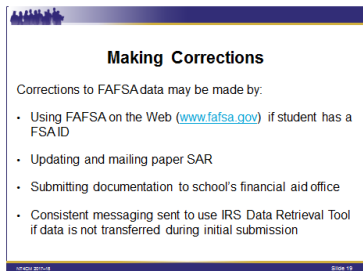 Making Corrections
Corrections to FAFSA data may be made by:
• Using FAFSA on the Web (www.fafsa.gov) if student has a
FSA ID
• Updating and mailing paper SAR
• Submitting documentation to school's financial aid office
• Consistent messaging sent to use IRS Data Retrieval Tool
if data is not transferred during initial submission
Slide 19